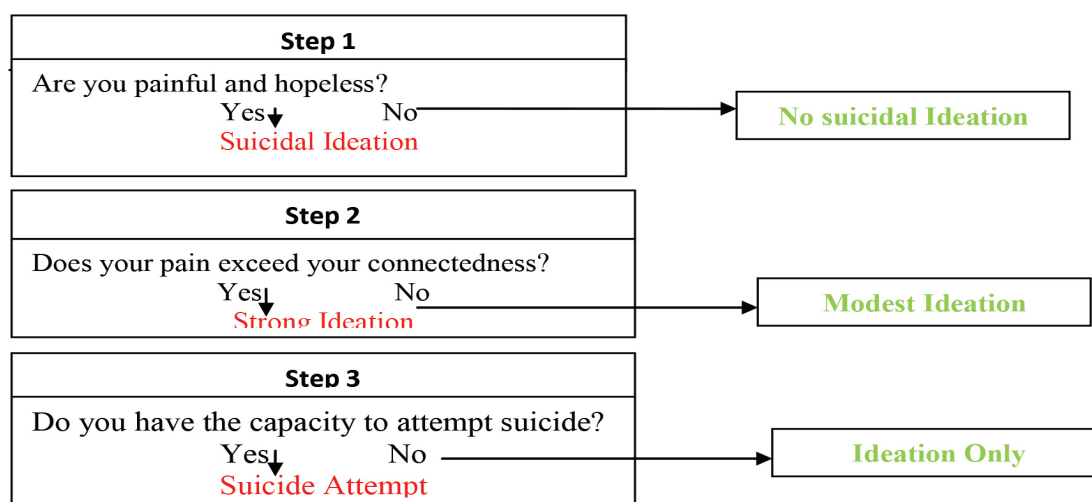 Step 1
Are you painful and hopeless?
Yes No
Suicidal Ideation
No suicidal Ideation
Step 2
Does your pain exceed your connectedness?
Yes No
Strong Ideation
Modest Ideation
Step 3
Do you have the capacity to attempt suicide?
Yes No
Suicide Attempt
Ideation Only